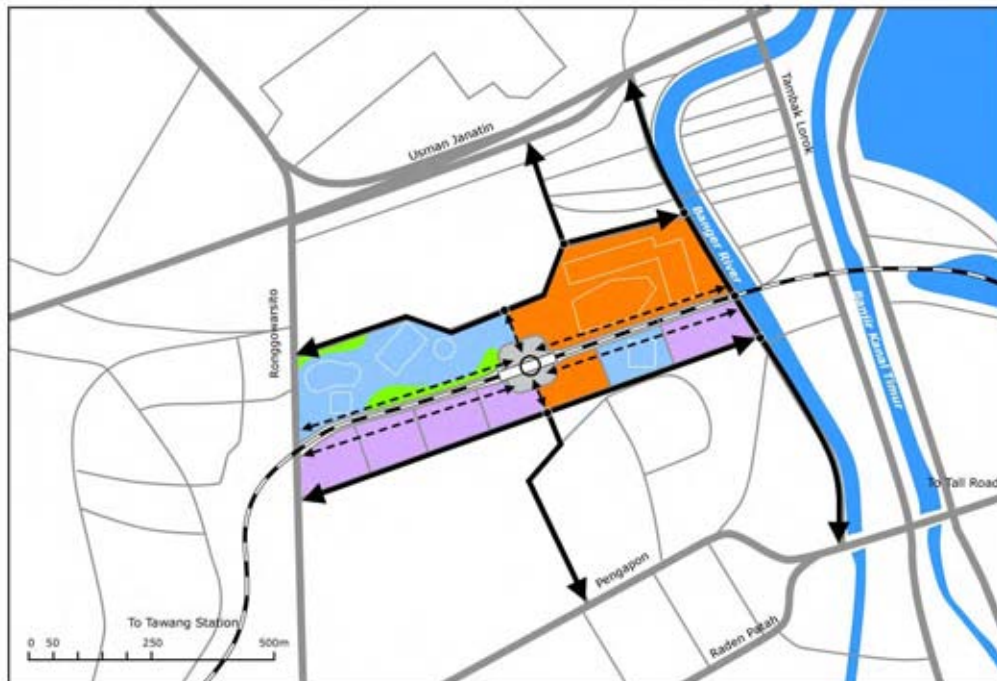 Usman Janatin
Tambak Lorok
Banger River
Ronggowarsito
Banjir Kanal Timur
To Tall Road
Pengapon
To Tawang Station
Raden Patah
0 50 250 500m